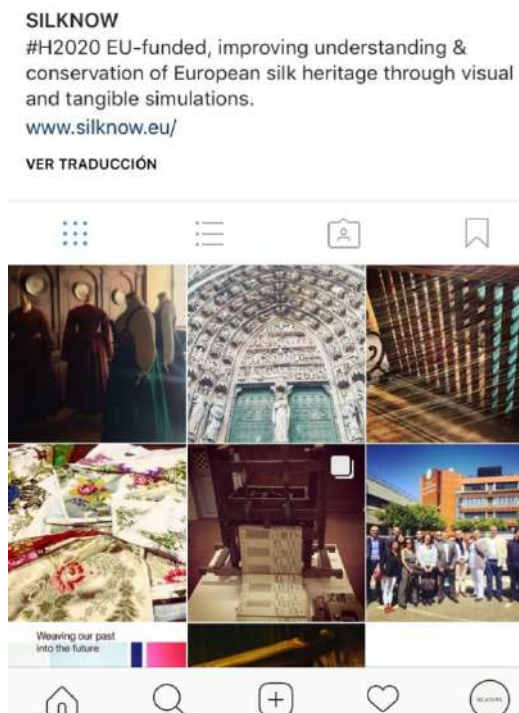 SILKNOW
#H2020 EU-funded, improving understanding &
conservation of European silk heritage through visual
and tangible simulations.
www.silknow.eu/
VER TRADUCCIÓN
Weaving our past
into the future